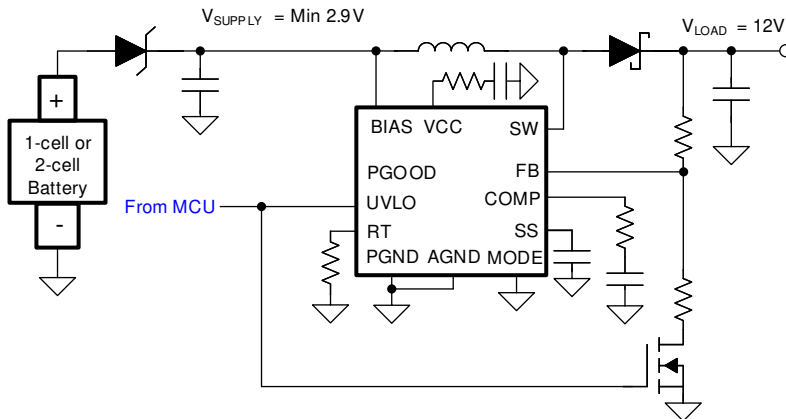 V_SUPPLY = Min 2.9V
V_LOAD = 12V
+
1-cell or
2-cell
Battery
-
BIAS VCC SW
PGOOD FB
From MCU UVLO COMP
RT SS
PGND AGND MODE